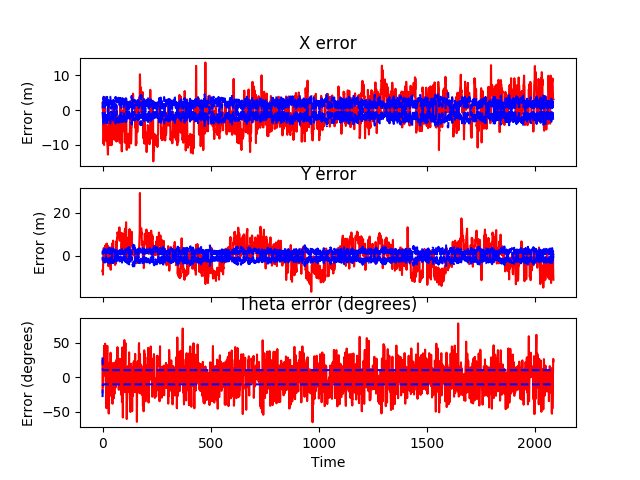 X error
10
0
−10
Error (m)
Y error
20
0
Error (m)
Theta error (degrees)
50
0
−50
Error (degrees)
0
500
1000
1500
2000
Time